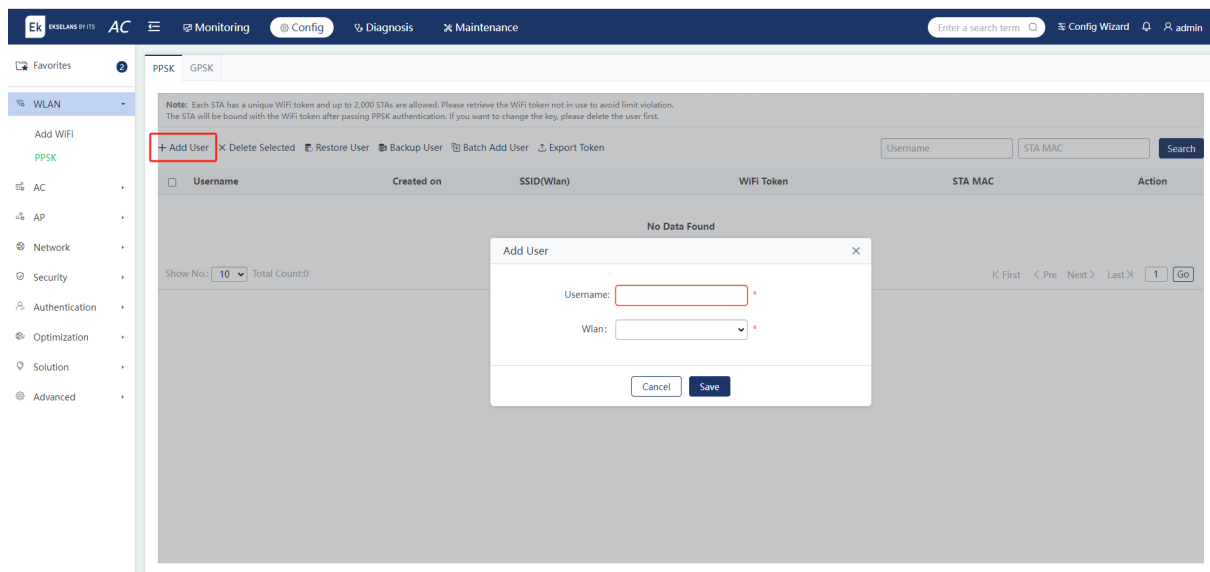 Ek EKSELANS BY ITS AC Monitoring Config Diagnosis Maintenance Enter a search term Config Wizard admin
Favorites 2
WLAN
Add WiFi
PPSK
AC
AP
Network
Security
Authentication
Optimization
Solution
Advanced
PPSK GPSK
Note: Each STA has a unique WiFi token and up to 2,000 STAs are allowed. Please retrieve the WiFi token not in use to avoid limit violation.
The STA will be bound with the WiFi token after passing PPSK authentication. If you want to change the key, please delete the user first.
+ Add User X Delete Selected Restore User Backup User Batch Add User Export Token Username STA MAC Search
Username Created on SSID(Wlan) WiFi Token STA MAC Action
No Data Found
Show No.: 10 Total Count:0 First Pre Next Last 1 Go
Add User
Username: *
Wlan: *
Cancel Save